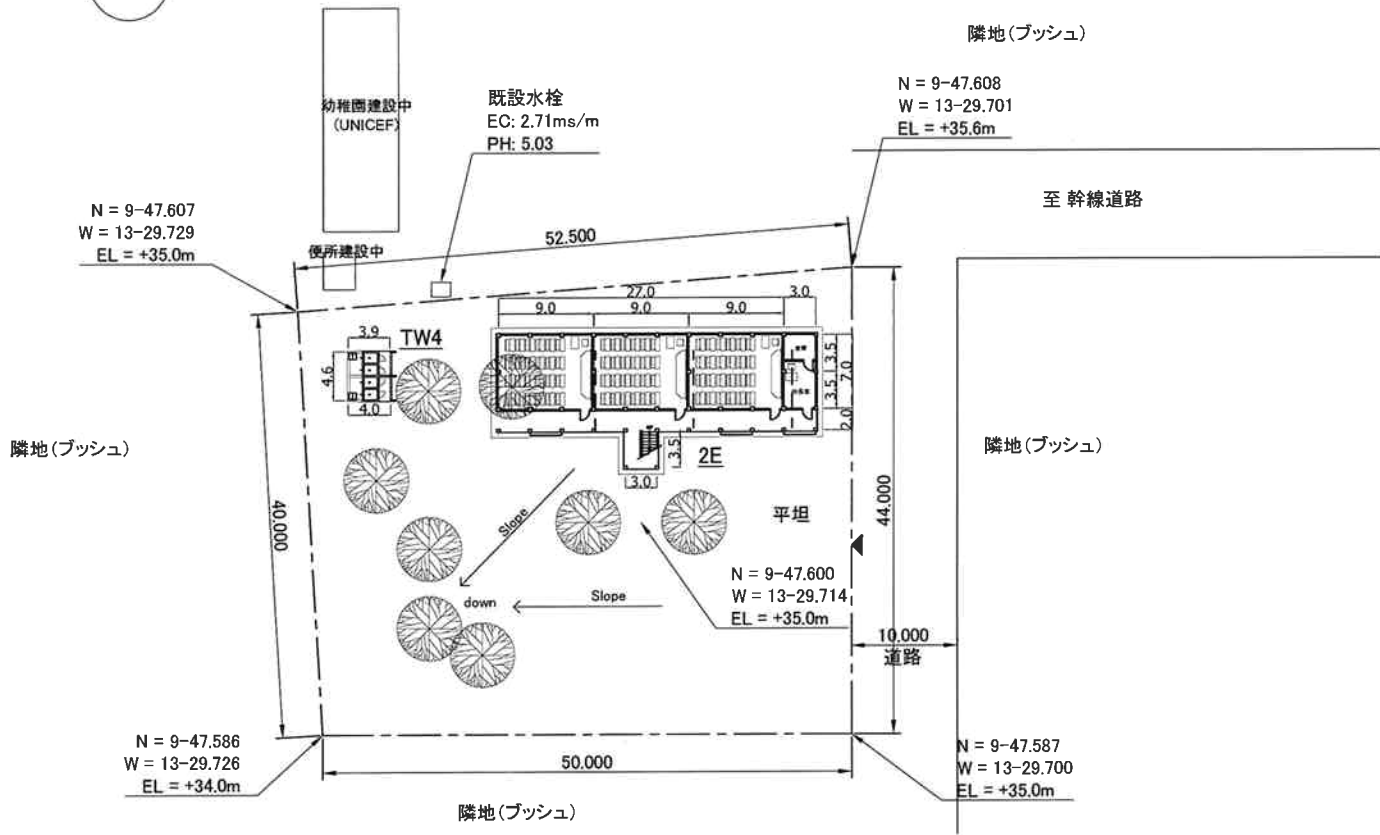 隣地(ブッシュ)
N = 9-47.608
W = 13-29.701
EL = +35.6m
幼稚園建設中
(UNICEF)
既設水栓
EC: 2.71ms/m
PH: 5.03
至 幹線道路
N = 9-47.607
W = 13-29.729
EL = +35.0m
便所建設中
52.500
27.0
3.0
9.0
9.0
9.0
3.9
TW4
4.6
4.0
3.5
3.5
7.0
2.0
3.5
3.0
2E
隣地(ブッシュ)
隣地(ブッシュ)
40.000
44.000
Slope
平坦
N = 9-47.600
W = 13-29.714
EL = +35.0m
down
Slope
10.000
道路
N = 9-47.586
W = 13-29.726
EL = +34.0m
50.000
N = 9-47.587
W = 13-29.700
EL = +35.0m
隣地(ブッシュ)